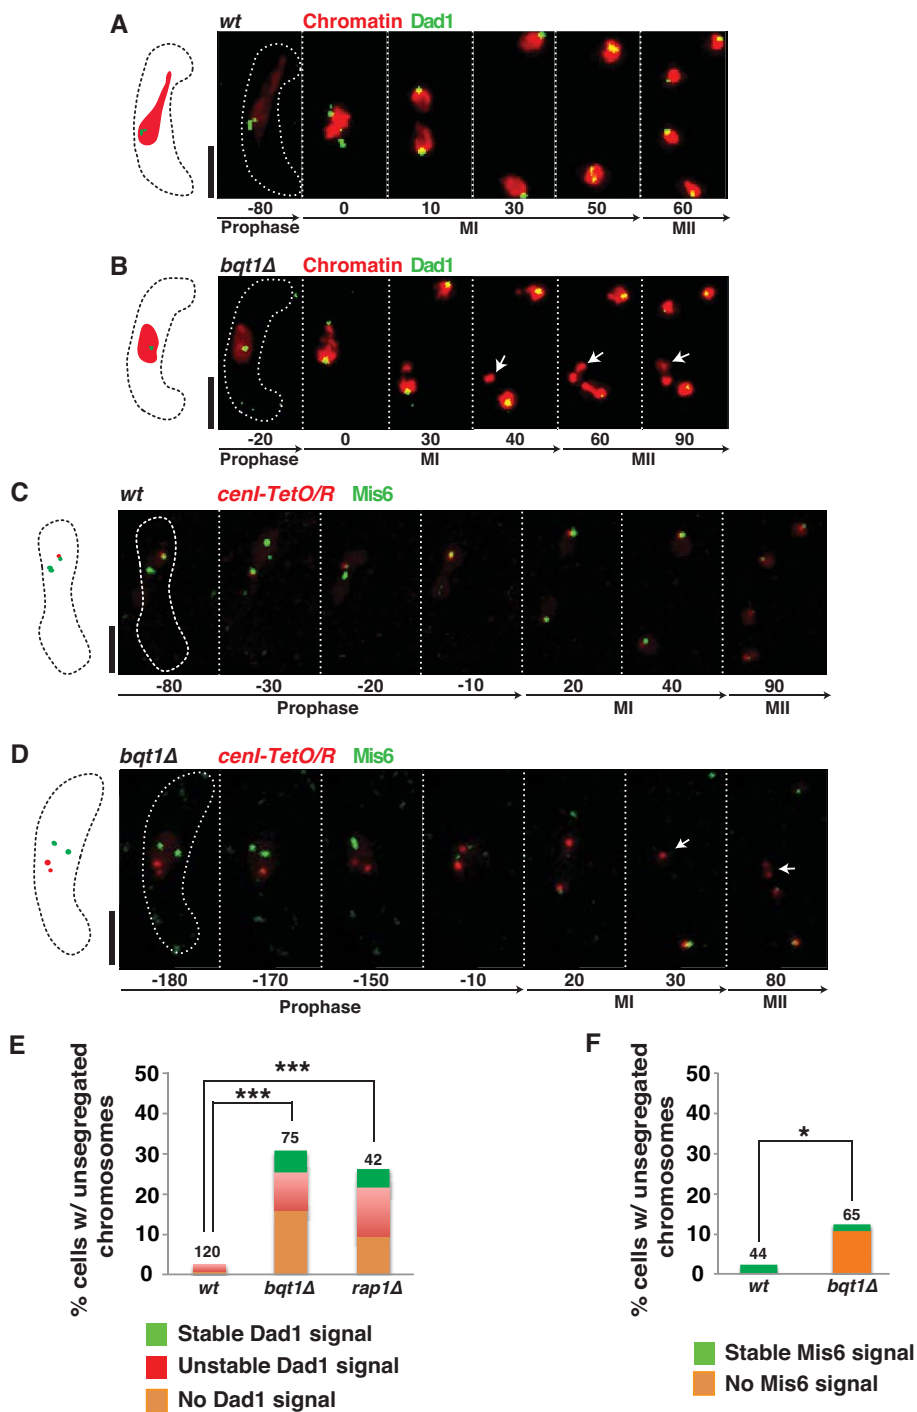 A wt Chromatin Dad1
-80 0 10 30 50 60
Prophase MI MII
B bqt1Δ Chromatin Dad1
-20 0 30 40 60 90
Prophase MI MII
C wt cenI-TetO/R Mis6
-80 -30 -20 -10 20 40 90
Prophase MI MII
D bqt1Δ cenI-TetO/R Mis6
-180 -170 -150 -10 20 30 80
Prophase MI MII
E
% cells w/ unsegregated
chromosomes
50
40
30
20
10
0
***
***
120
75
42
wt bqt1Δ rap1Δ
Stable Dad1 signal
Unstable Dad1 signal
No Dad1 signal
F
% cells w/ unsegregated
chromosomes
50
40
30
20
10
0
*
44
65
wt bqt1Δ
Stable Mis6 signal
No Mis6 signal